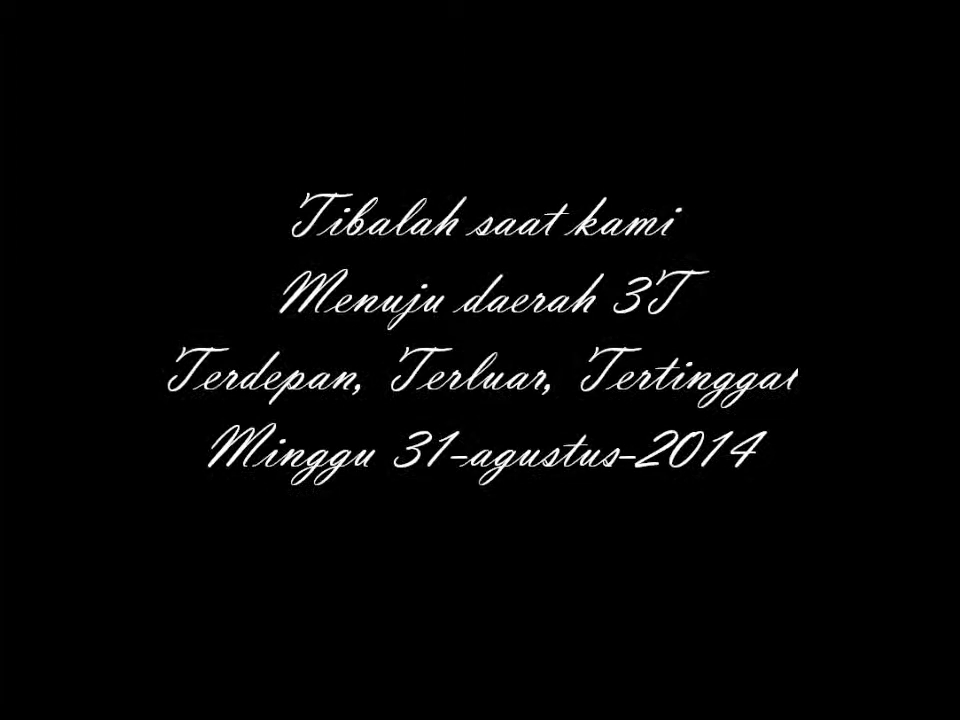 Tibalah saat kami
Menuju daerah 3T
Terdepan, Terluar, Tertinggal
Minggu 31-agustus-2014